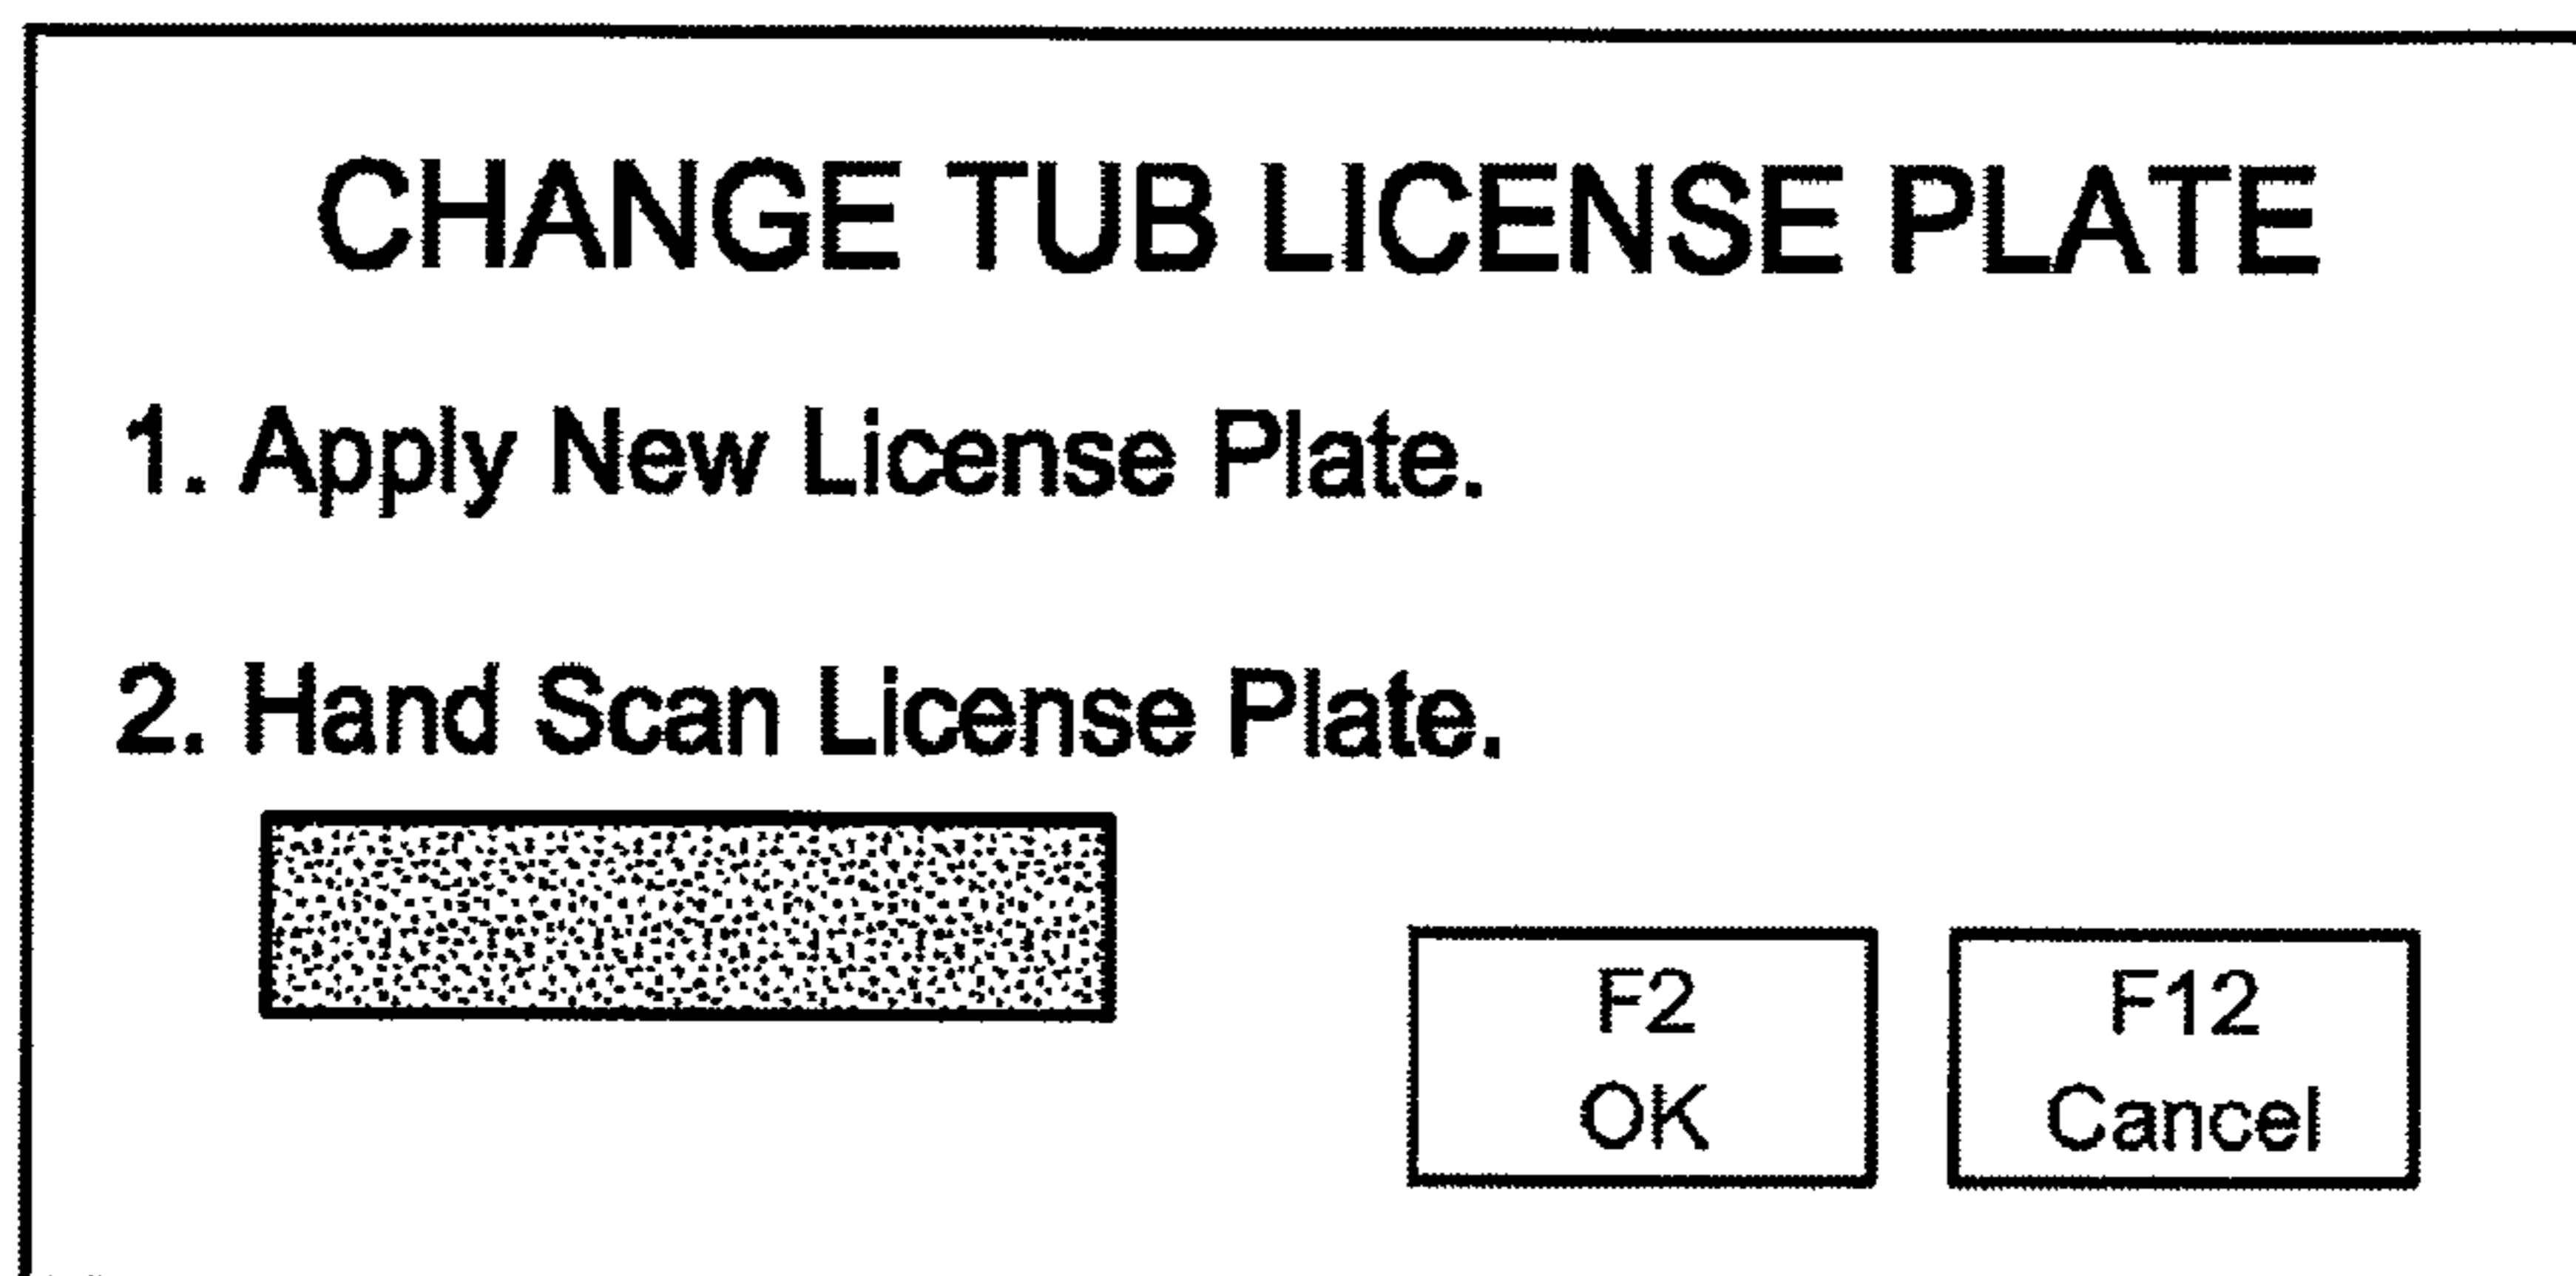 CHANGE TUB LICENSE PLATE
1. Apply New License Plate.
2. Hand Scan License Plate.
F2
OK
F12
Cancel